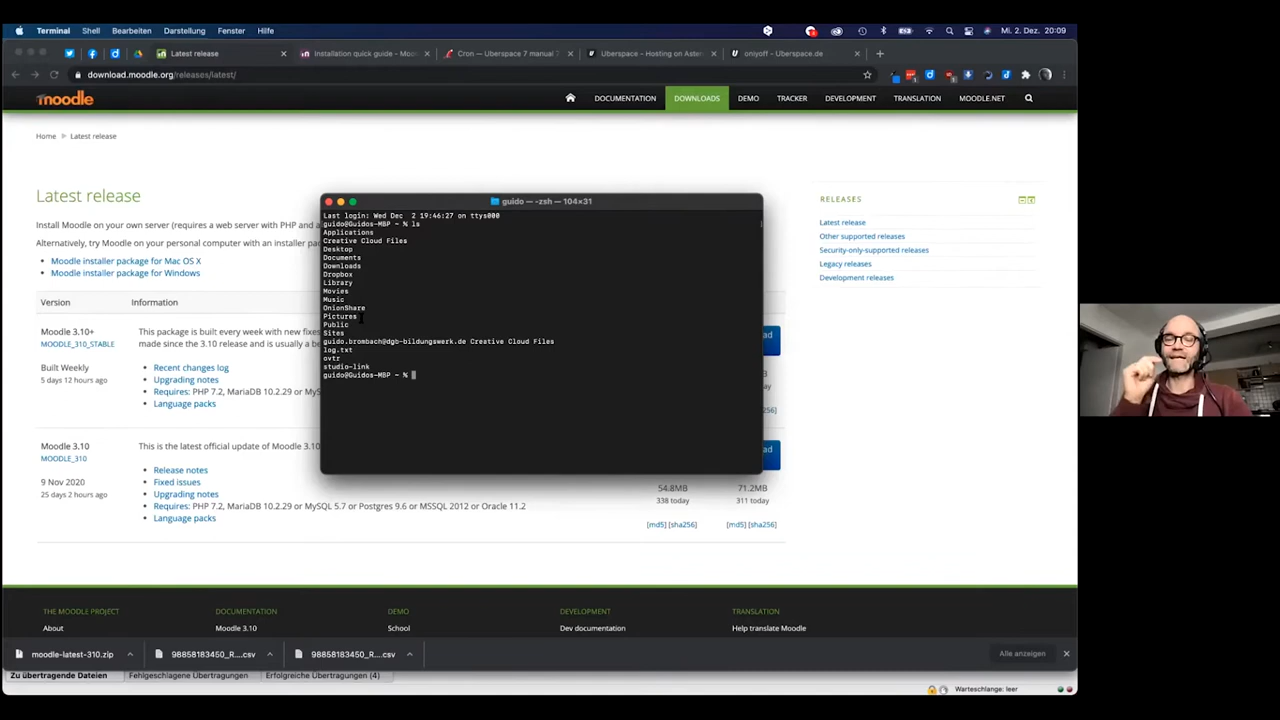 Terminal Shell Bearbeiten Darstellung Fenster Hilfe Mi. 2. Dez. 20:09
Latest release Installation quick guide - Moo Cron — Uberspace 7 manual Uberspace - Hosting on Aster onlyoff - Uberspace.de
download.moodle.org/releases/latest/
moodle DOCUMENTATION DOWNLOADS DEMO TRACKER DEVELOPMENT TRANSLATION MOODLE.NET
Home Latest release
Latest release
Install Moodle on your own server (requires a web server with PHP and
Alternatively, try Moodle on your personal computer with an installer pac
Moodle installer package for Mac OS X
Moodle installer package for Windows
Version Information
Moodle 3.10+ This package is built every week with new fixes
MOODLE_310_STABLE made since the 3.10 release and is usually a be
Built Weekly
5 days 12 hours ago
Recent changes log
Upgrading notes
Requires: PHP 7.2, MariaDB 10.2.29 or MyS
Language packs
Moodle 3.10 This is the latest official update of Moodle 3.10
MOODLE_310
9 Nov 2020
25 days 2 hours ago
Release notes
Fixed issues
Upgrading notes
Requires: PHP 7.2, MariaDB 10.2.29 or MySQL 5.7 or Postgres 9.6 or MSSQL 2012 or Oracle 11.2
Language packs
ad
ad
54.8MB 71.2MB
338 today 311 today
[md5] [sha256] [md5] [sha256]
RELEASES
Latest release
Other supported releases
Security-only-supported releases
Legacy releases
Development releases
guido — -zsh — 104×31
Last login: Wed Dec 2 19:46:27 on ttys000
guido@Guidos-MBP ~ % ls
Applications
Creative Cloud Files
Desktop
Documents
Downloads
Dropbox
Library
Movies
Music
OnionShare
Pictures
Public
Sites
guido.brombach@dgb-bildungswerk.de Creative Cloud Files
log.txt
ovtr
studio-link
guido@Guidos-MBP ~ %
THE MOODLE PROJECT DOCUMENTATION DEMO DEVELOPMENT TRANSLATION
About Moodle 3.10 School Dev documentation Help translate Moodle
moodle-latest-310.zip 98858183450_R....csv 98858183450_R....csv Alle anzeigen
Zu übertragende Dateien Fehlgeschlagene Übertragungen Erfolgreiche Übertragungen (4)
Warteschlange: leer